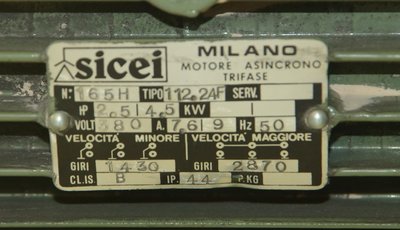 sicei MILANO
MOTORE ASINCRONO
TRIFASE
N° 165H TIPO 112.24F SERV.
HP 2.5/4.5 KW /
VOLT 380 A. 7.6/9 Hz 50
VELOCITÀ MINORE VELOCITÀ MAGGIORE
GIRI 1430 GIRI 2870
CL.IS. B IP. 44 P.KG